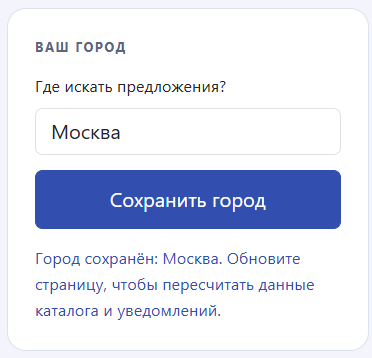 ВАШ ГОРОД
Где искать предложения?
Москва
Сохранить город
Город сохранён: Москва. Обновите
страницу, чтобы пересчитать данные
каталога и уведомлений.